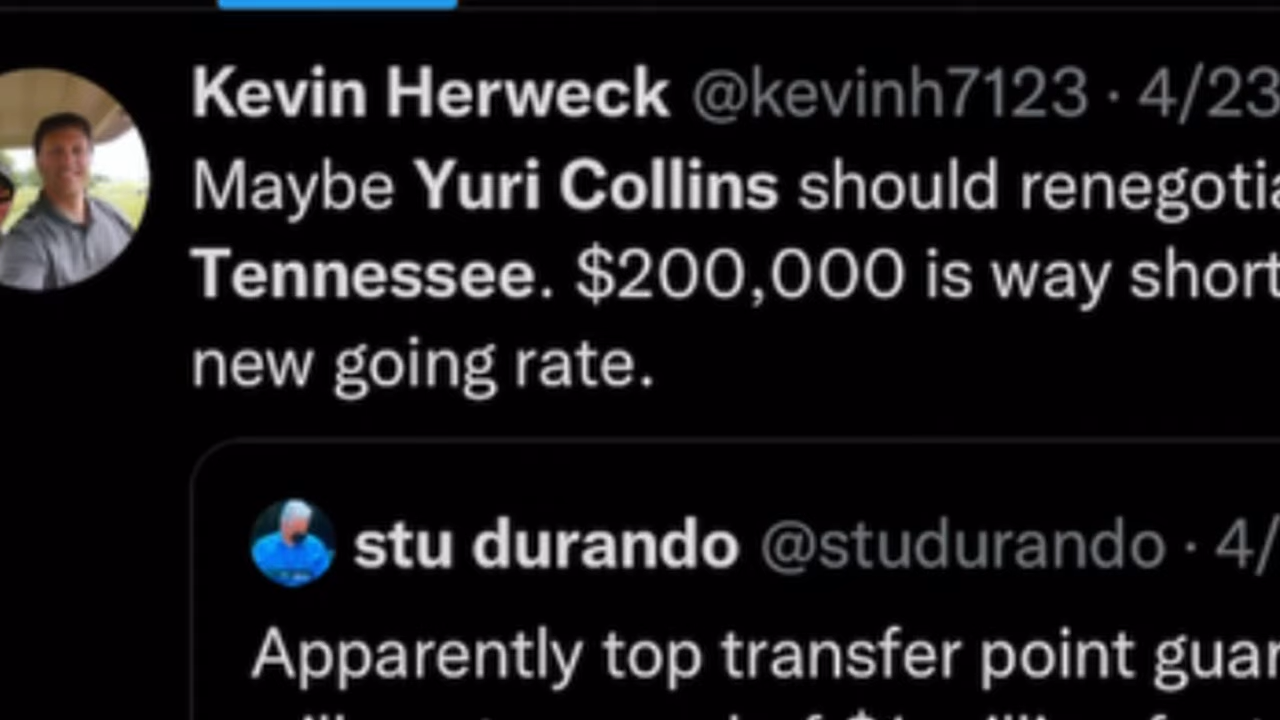 Kevin Herweck @kevinh7123 · 4/23
Maybe Yuri Collins should renegotia
Tennessee. $200,000 is way short
new going rate.
stu durando @studurando · 4/
Apparently top transfer point guar